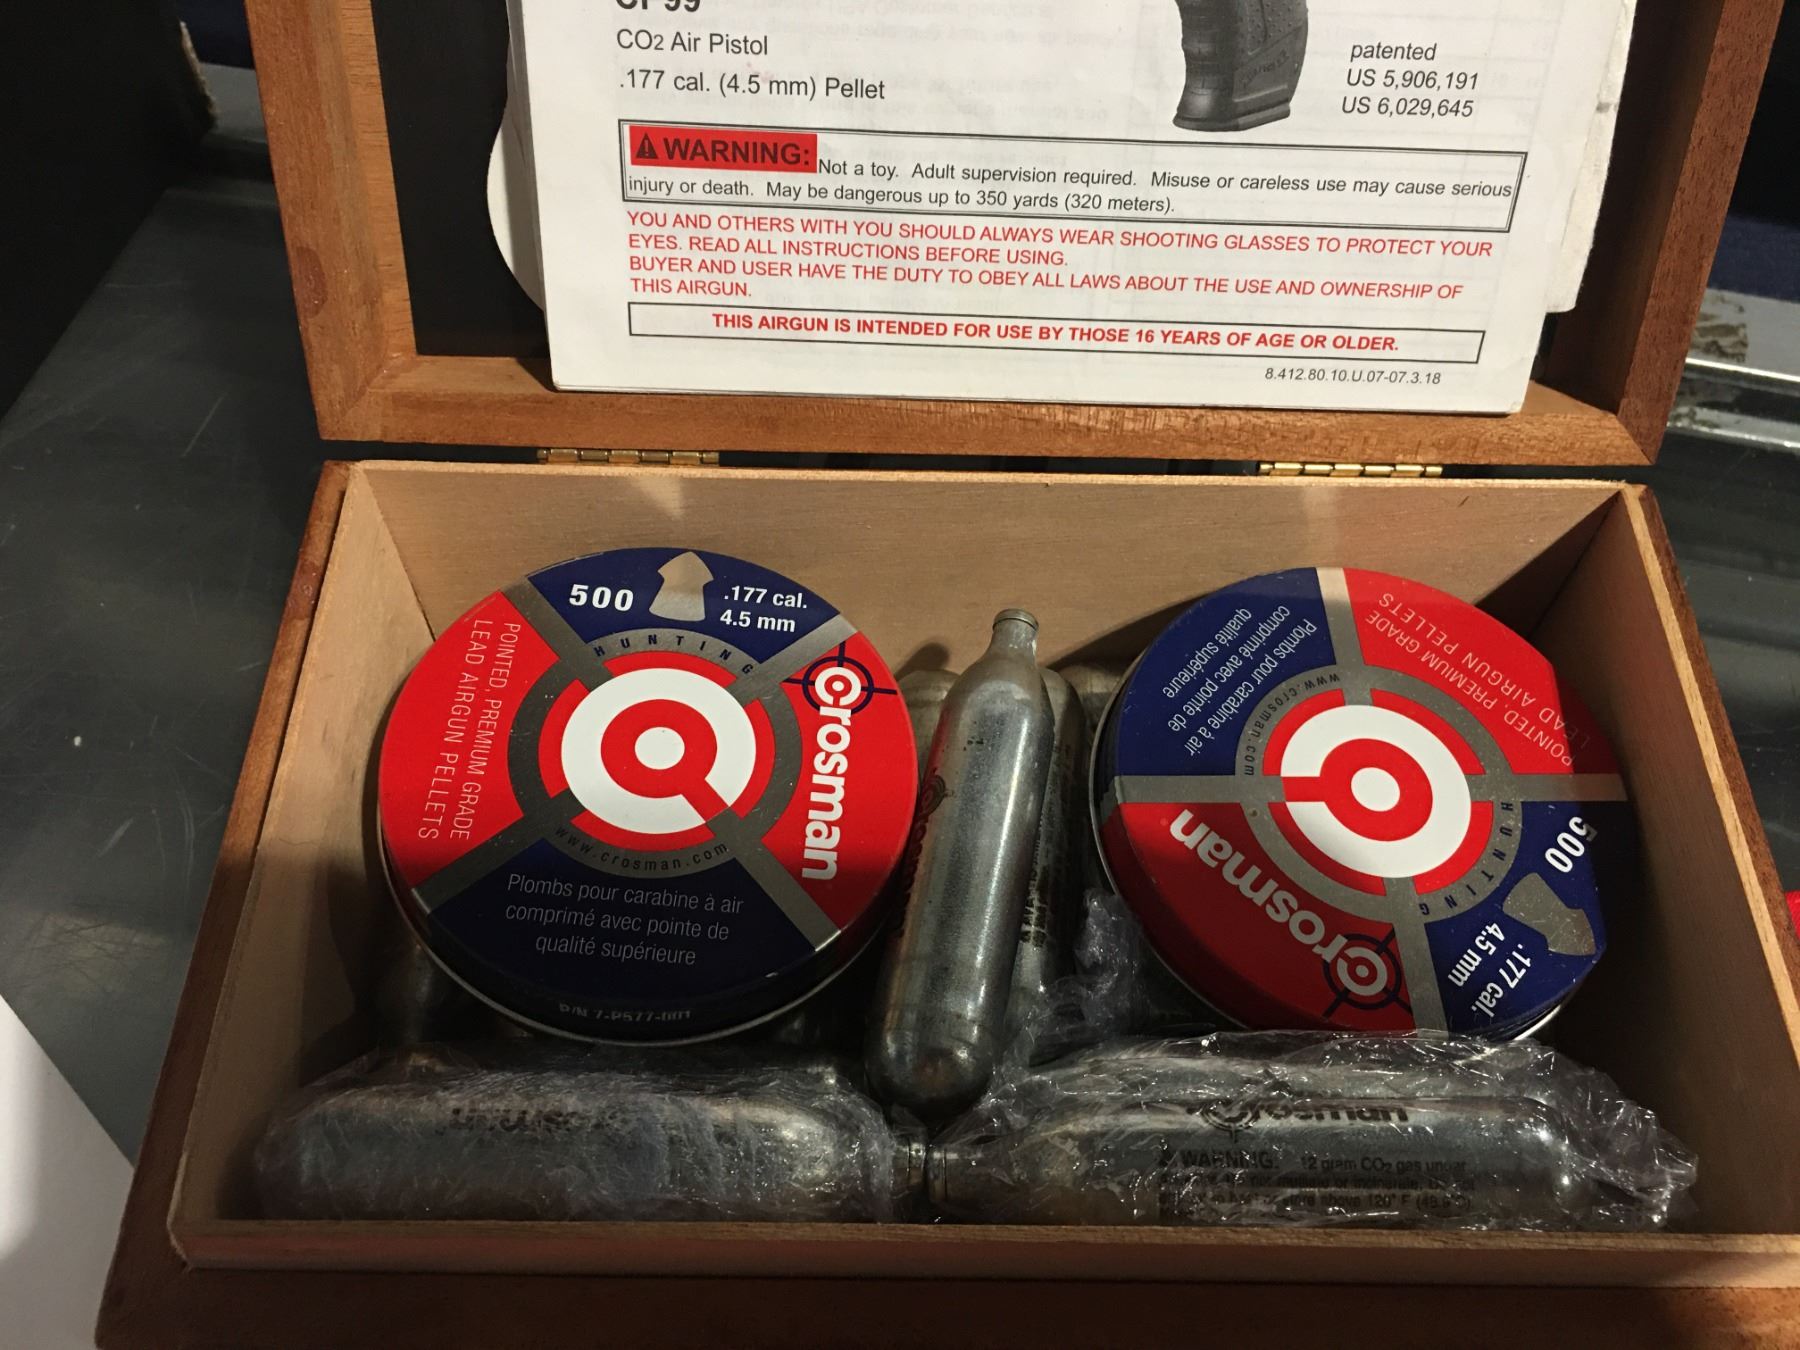 CP99
CO2 Air Pistol
.177 cal. (4.5 mm) Pellet
patented
US 5,906,191
US 6,029,645
WARNING: Not a toy. Adult supervision required. Misuse or careless use may cause serious
injury or death. May be dangerous up to 350 yards (320 meters).
YOU AND OTHERS WITH YOU SHOULD ALWAYS WEAR SHOOTING GLASSES TO PROTECT YOUR
EYES. READ ALL INSTRUCTIONS BEFORE USING.
BUYER AND USER HAVE THE DUTY TO OBEY ALL LAWS ABOUT THE USE AND OWNERSHIP OF
THIS AIRGUN.
THIS AIRGUN IS INTENDED FOR USE BY THOSE 16 YEARS OF AGE OR OLDER.
8.412.80.10.U.07-07.3.18
500
.177 cal.
4.5 mm
HUNTING
POINTED, PREMIUM GRADE
LEAD AIRGUN PELLETS
Crosman
www.crosman.com
Plombs pour carabine à air
comprimé avec pointe de
qualité supérieure
P/N 7-P577-001
POINTED, PREMIUM GRADE
LEAD AIRGUN PELLETS
Plombs pour carabine à air
comprimé avec pointe de
qualité supérieure
www.crosman.com
HUNTING
500
.177 cal.
4.5 mm
Crosman
Crosman
Crosman
WARNING: 12 gram CO2 gas under
above 120° F